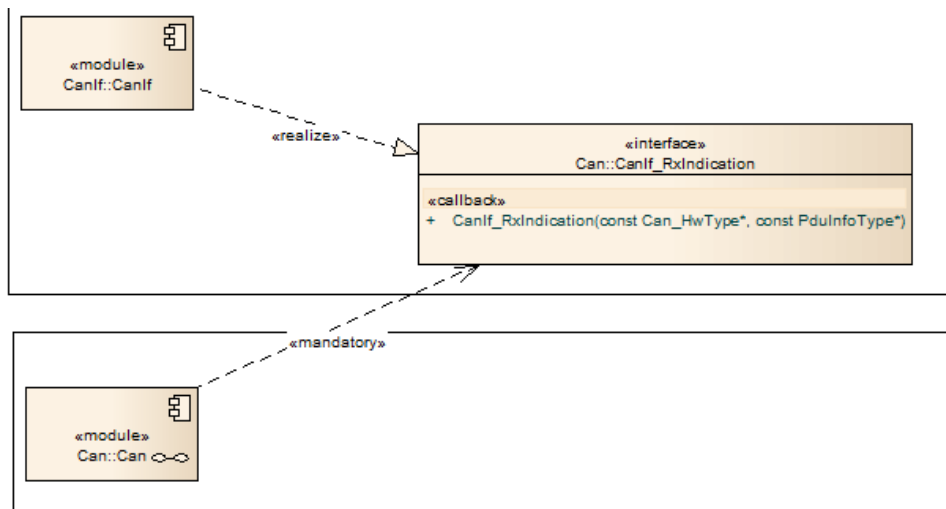 «module»
CanIf::CanIf
«realize»
«interface»
Can::CanIf_RxIndication
«callback»
+ CanIf_RxIndication(const Can_HwType*, const PduInfoType*)
«mandatory»
«module»
Can::Can